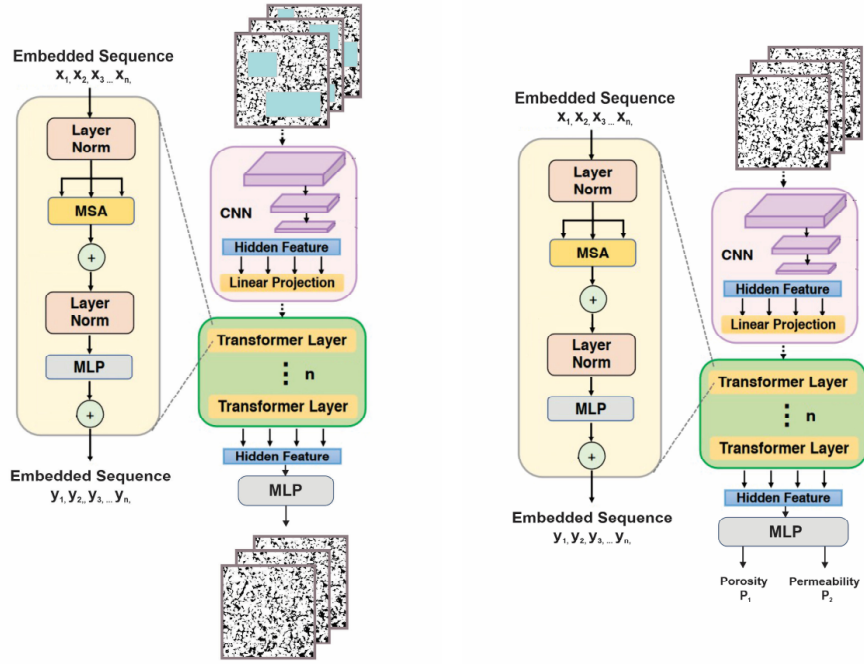 Embedded Sequence
x1, x2, x3 ... xn,
Layer
Norm
MSA
+
Layer
Norm
MLP
+
Embedded Sequence
y1, y2,, y3, ... yn,
CNN
Hidden Feature
Linear Projection
Transformer Layer
⋮ n
Transformer Layer
Hidden Feature
MLP
Embedded Sequence
x1, x2, x3 ... xn,
Layer
Norm
MSA
+
Layer
Norm
MLP
+
Embedded Sequence
y1, y2, y3, ... yn,
CNN
Hidden Feature
Linear Projection
Transformer Layer
⋮ n
Transformer Layer
Hidden Feature
MLP
Porosity
P1
Permeability
P2